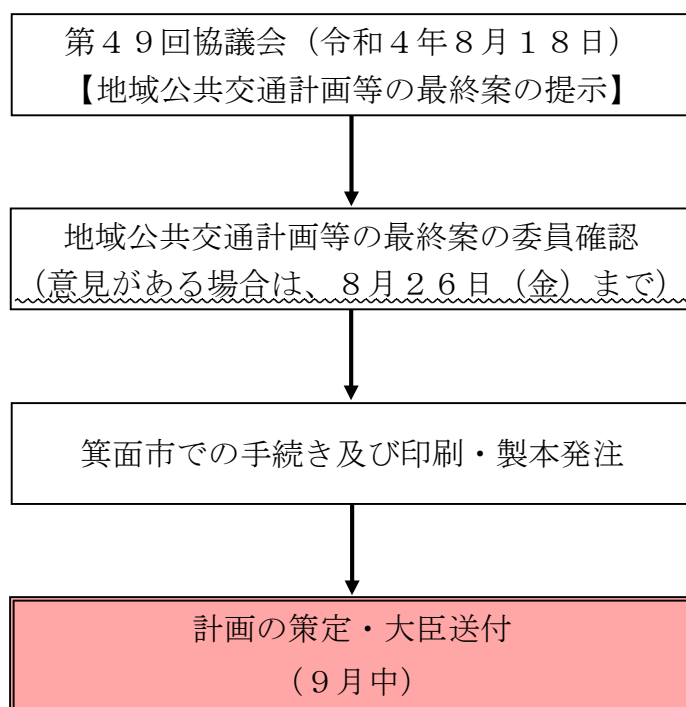 第４９回協議会（令和４年８月１８日）
【地域公共交通計画等の最終案の提示】
地域公共交通計画等の最終案の委員確認
（意見がある場合は、８月２６日（金）まで）
箕面市での手続き及び印刷・製本発注
計画の策定・大臣送付
（９月中）